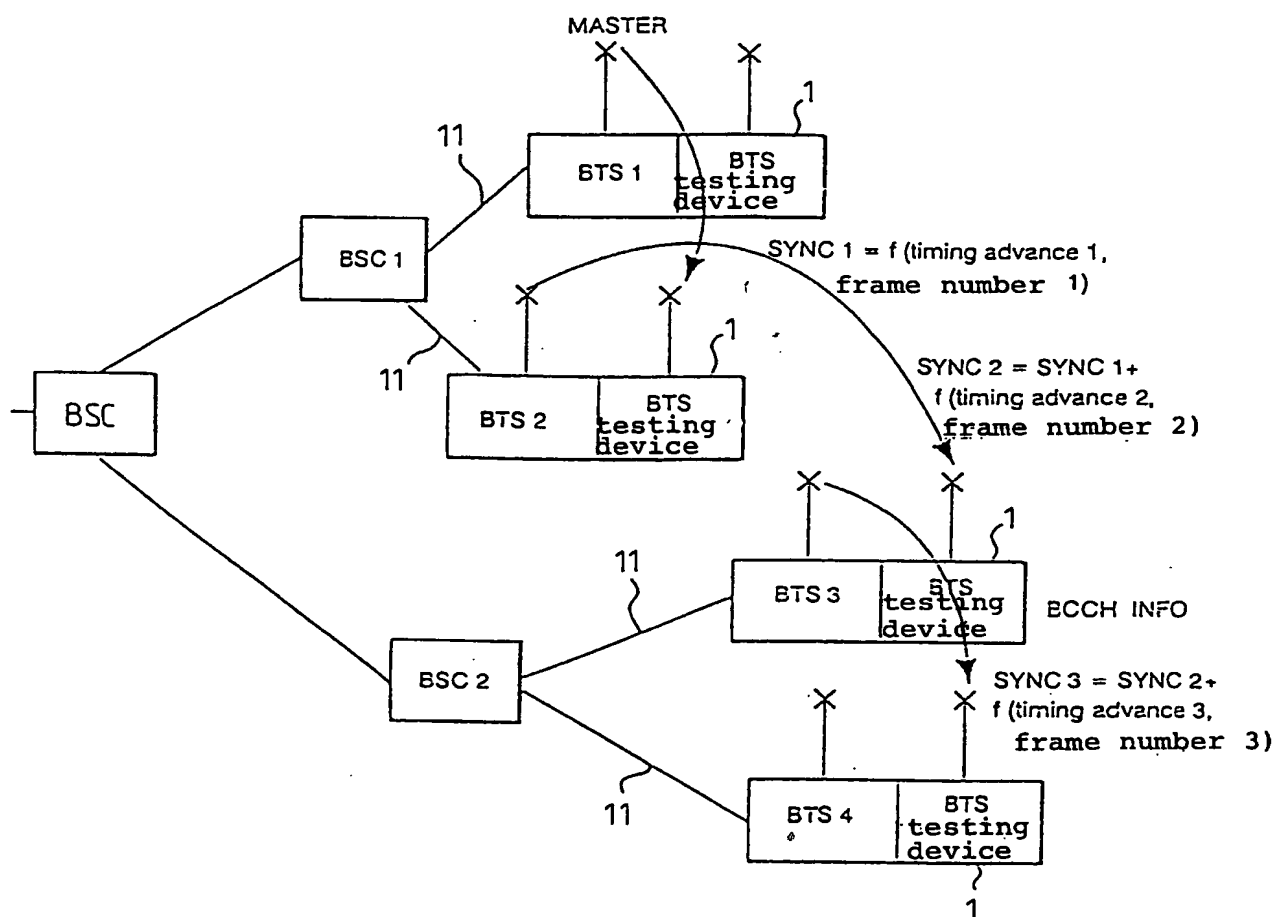 MASTER
1
11
BTS 1
BTS
testing
device
BSC 1
SYNC 1 = f (timing advance 1,
frame number 1)
11
1
BTS 2
BTS
testing
device
SYNC 2 = SYNC 1+
f (timing advance 2,
frame number 2)
BSC
1
11
BTS 3
BTS
testing
device
BCCH INFO
BSC 2
SYNC 3 = SYNC 2+
f (timing advance 3,
frame number 3)
11
BTS 4
BTS
testing
device
1